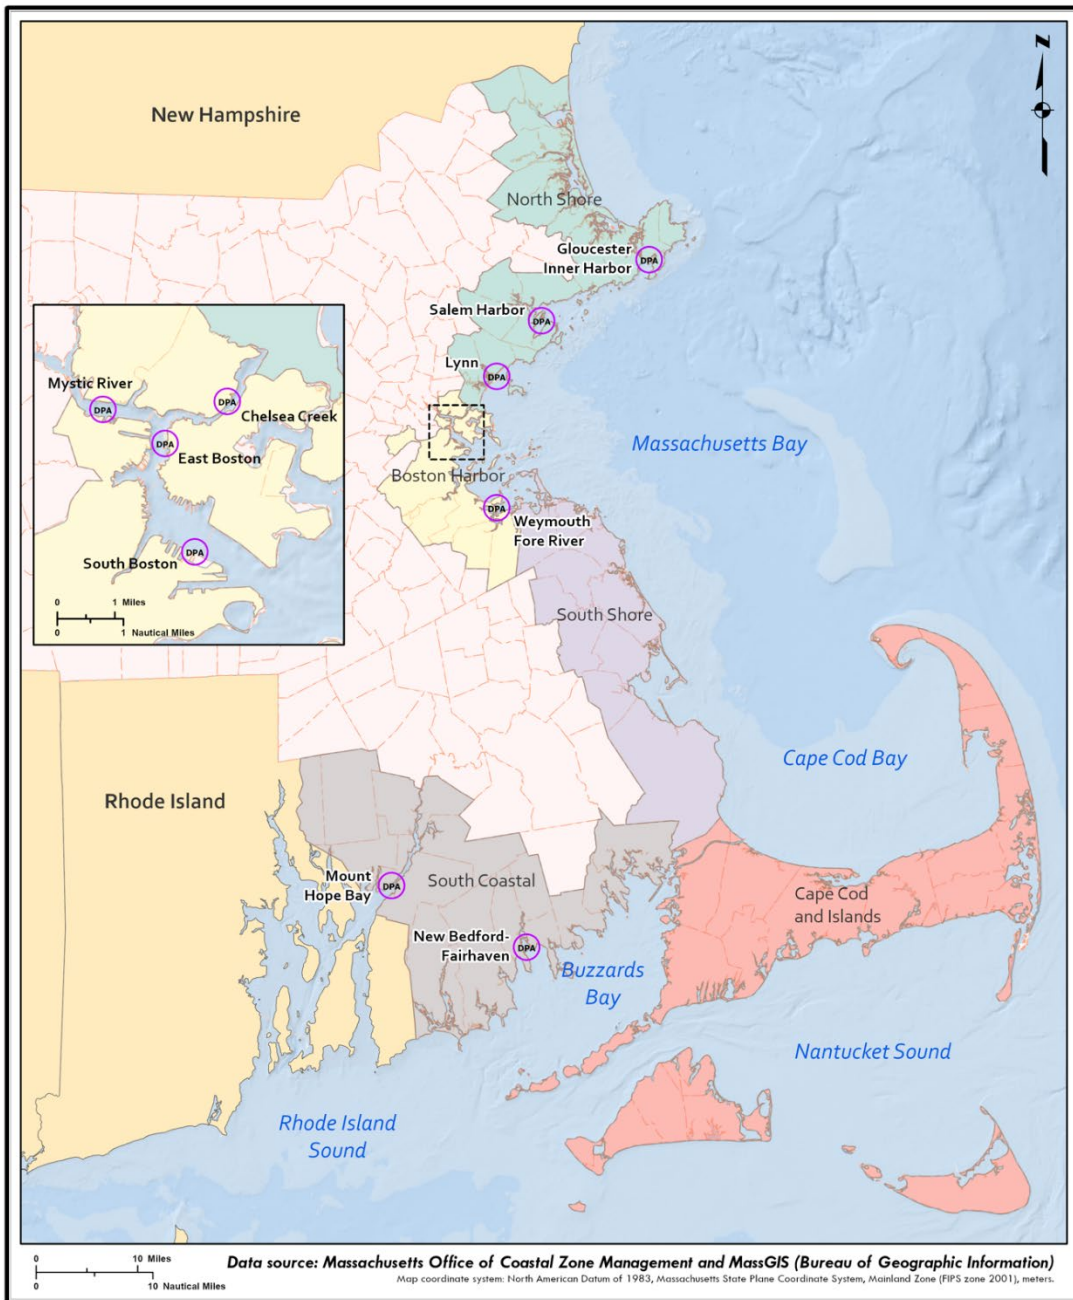 N
New Hampshire
North Shore
Gloucester
Inner Harbor
DPA
Salem Harbor
DPA
Lynn
DPA
Mystic River
DPA
DPA
Chelsea Creek
DPA
East Boston
DPA
South Boston
0 1 Miles
0 1 Nautical Miles
Massachusetts Bay
Boston Harbor
DPA
Weymouth
Fore River
South Shore
Cape Cod Bay
Rhode Island
Mount
Hope Bay
DPA
South Coastal
Cape Cod
and Islands
New Bedford-
Fairhaven
DPA
Buzzards
Bay
Nantucket Sound
Rhode Island
Sound
0 10 Miles
0 10 Nautical Miles
Data source: Massachusetts Office of Coastal Zone Management and MassGIS (Bureau of Geographic Information)
Map coordinate system: North American Datum of 1983, Massachusetts State Plane Coordinate System, Mainland Zone (FIPS zone 2001), meters.